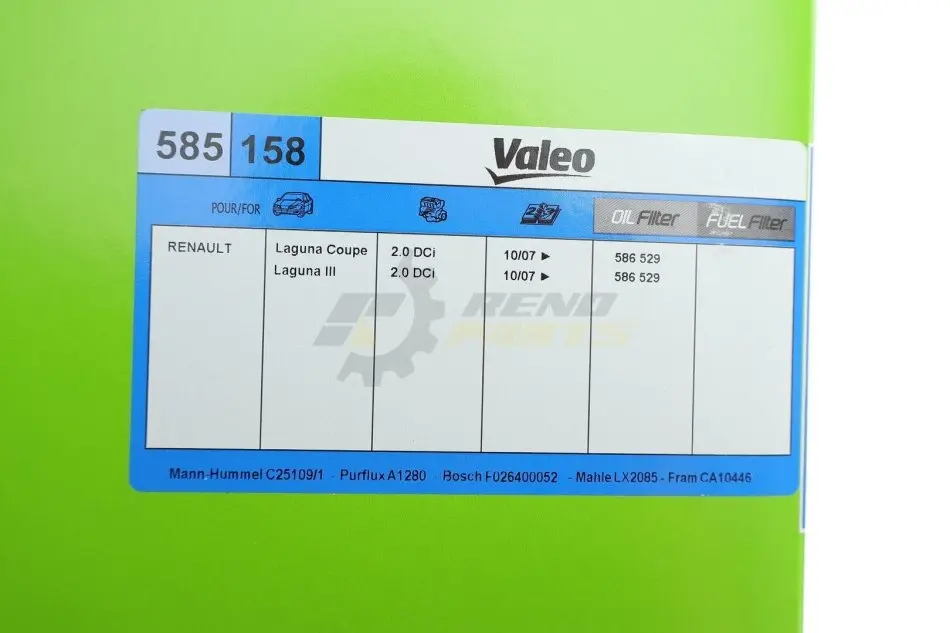 585 158 Valeo
POUR/FOR OIL Filter FUEL Filter
RENAULT Laguna Coupe 2.0 DCi 10/07 ► 586 529
Laguna III 2.0 DCi 10/07 ► 586 529
RENO
PARTS
Mann-Hummel C25109/1 - Purflux A1280 - Bosch F026400052 - Mahle LX2085 - Fram CA10446